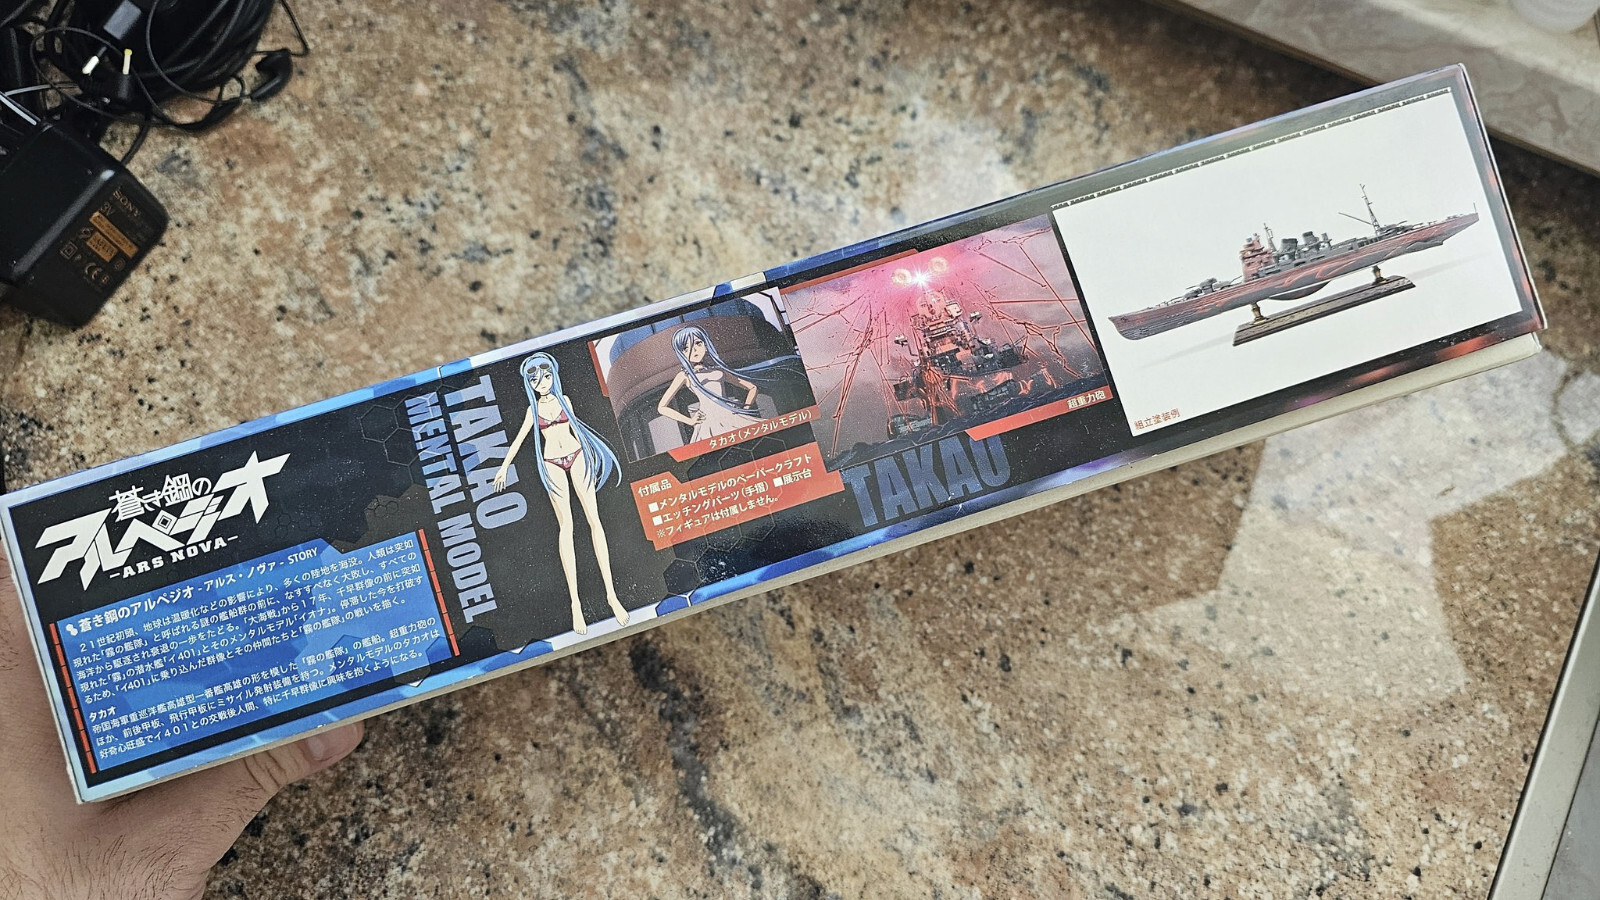 蒼き鋼の
アルペジオ
-ARS NOVA-
蒼き鋼のアルペジオ -アルス・ノヴァ- STORY
21世紀初頭、地球は温暖化などの影響により、多くの陸地を海没。人類は突如
現れた「霧の艦隊」と呼ばれる謎の艦船群の前に、なすすべなく大敗し、すべての
海洋から駆逐され衰退の一歩をたどる。「大海戦」から17年、千早群像の前に突如
現れた「霧」の潜水艦「イ401」とそのメンタルモデル「イオナ」。停滞した今を打破す
るため、「イ401」に乗り込んだ群像とその仲間たちと「霧の艦隊」の戦いを描く。
タカオ
帝国海軍重巡洋艦高雄型一番艦高雄の形を模した「霧の艦隊」の艦船。超重力砲の
ほか、前後甲板、飛行甲板にミサイル発射装備を持つ。メンタルモデルのタカオは
好奇心旺盛でイ401との交戦後人間、特に千早群像に興味を抱くようになる。
TAKAO
MENTAL MODEL
タカオ(メンタルモデル)
付属品
■メンタルモデルのペーパークラフト
■エッチングパーツ(手摺) ■展示台
※フィギュアは付属しません。
超重力砲
TAKAO
組立塗装例
SONY